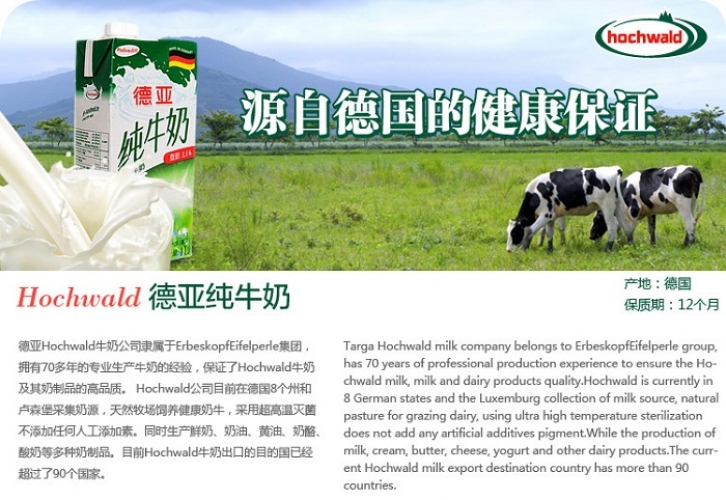 hochwald
源自德国的健康保证
德亚
纯牛奶
Hochwald 德亚纯牛奶
产地：德国
保质期：12个月
德亚Hochwald牛奶公司隶属于ErbeskopfEifelperle集团，
拥有70多年的专业生产牛奶的经验，保证了Hochwald牛奶
及其奶制品的高品质。 Hochwald公司目前在德国8个州和
卢森堡采集奶源，天然牧场饲养健康奶牛，采用超高温灭菌
不添加任何人工添加素。同时生产鲜奶、奶油、黄油、奶酪、
酸奶等多种奶制品。目前Hochwald牛奶出口的目的国已经
超过了90个国家。
Targa Hochwald milk company belongs to ErbeskopfEifelperle group,
has 70 years of professional production experience to ensure the Ho-
chwald milk, milk and dairy products quality.Hochwald is currently in
8 German states and the Luxemburg collection of milk source, natural
pasture for grazing dairy, using ultra high temperature sterilization
does not add any artificial additives pigment.While the production of
milk, cream, butter, cheese, yogurt and other dairy products.The curr-
ent Hochwald milk export destination country has more than 90
countries.